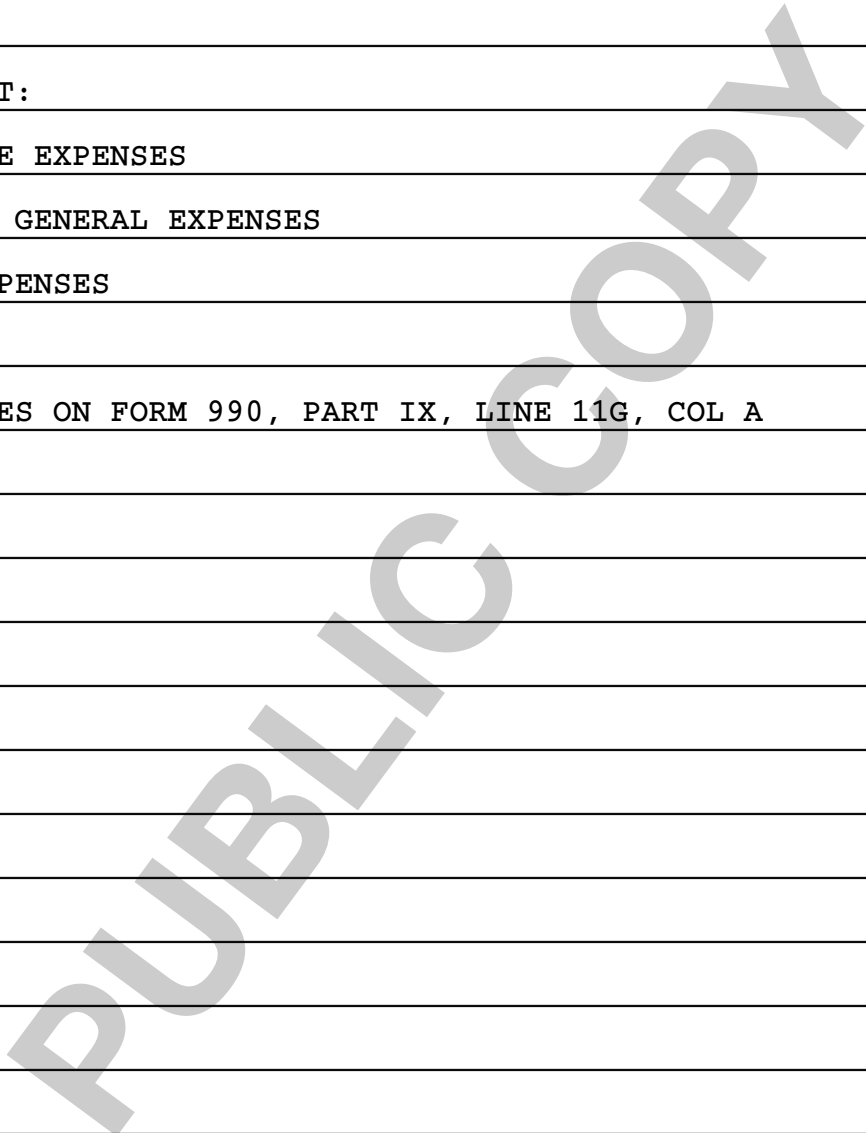 T:
E EXPENSES
GENERAL EXPENSES
PENSES
ES ON FORM 990, PART IX, LINE 11G, COL A
PUBLIC COPY